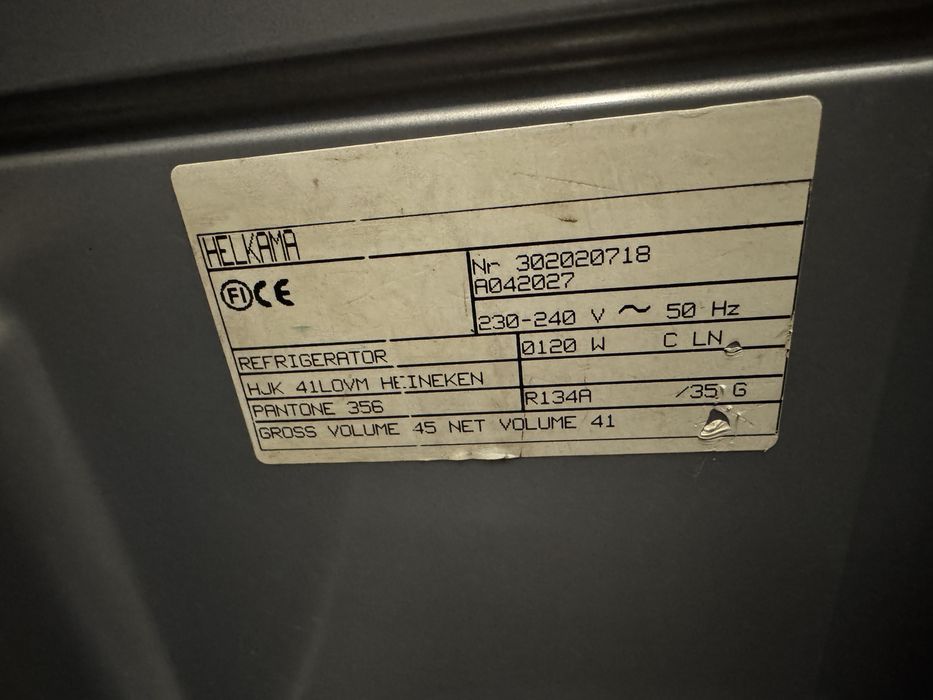 HELKAMA
FI CE
Nr 302020718
A042027
230-240 V ~ 50 Hz
REFRIGERATOR
0120 W C LN
HJK 41LOVM HEINEKEN
PANTONE 356
R134A /35 G
GROSS VOLUME 45 NET VOLUME 41